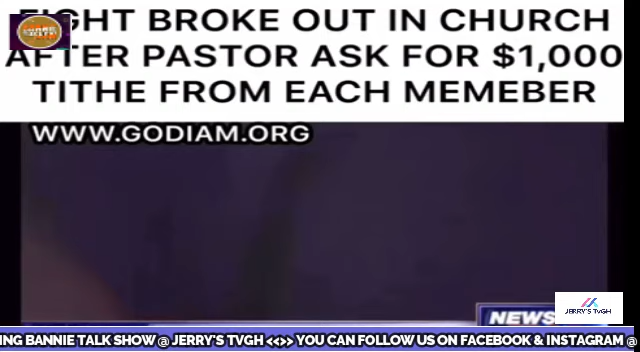 FIGHT BROKE OUT IN CHURCH
AFTER PASTOR ASK FOR $1,000
TITHE FROM EACH MEMEBER
WWW.GODIAM.ORG
NEWS
JERRY'S TVGH
ING BANNIE TALK SHOW @ JERRY'S TVGH <<>> YOU CAN FOLLOW US ON FACEBOOK & INSTAGRAM @